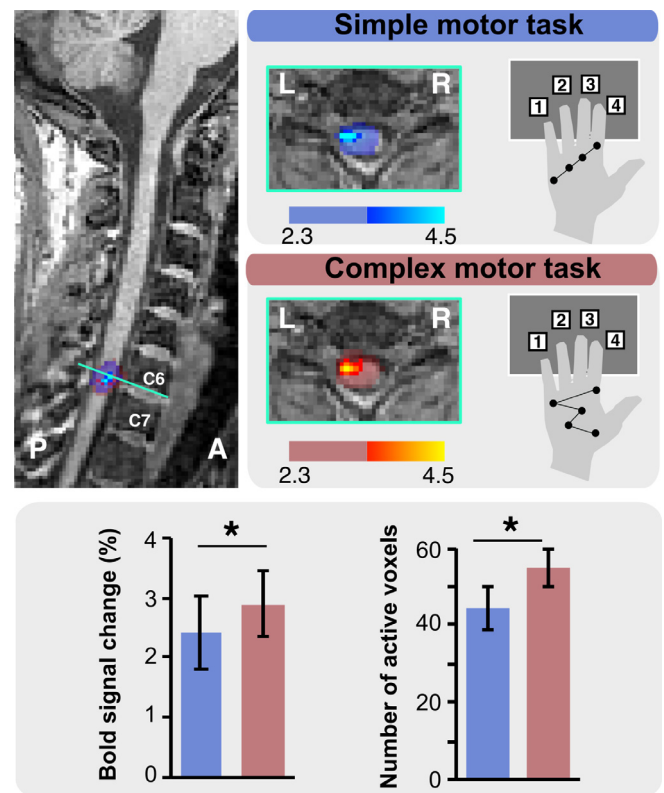 Simple motor task
L R
1 2 3 4
2.3 4.5
Complex motor task
L R
1 2 3 4
2.3 4.5
C6
C7
P A
Bold signal change (%)
4
3
2
1
0
*
Number of active voxels
60
40
20
0
*